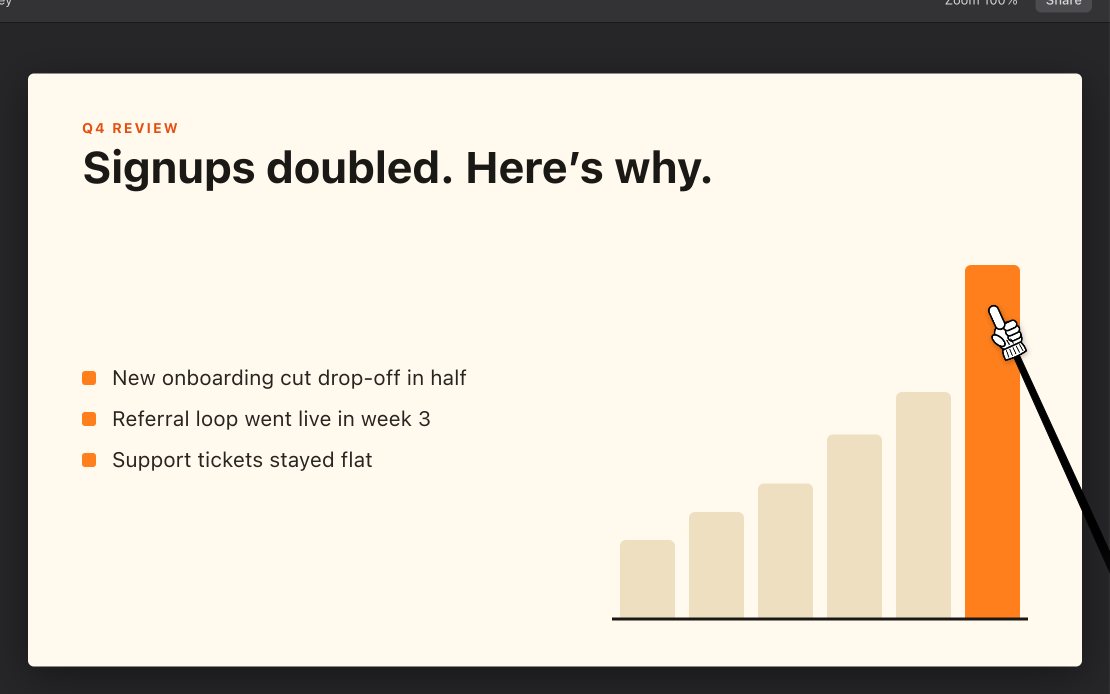 Zoom 100%
Share
Q4 REVIEW
Signups doubled. Here’s why.
New onboarding cut drop-off in half
Referral loop went live in week 3
Support tickets stayed flat